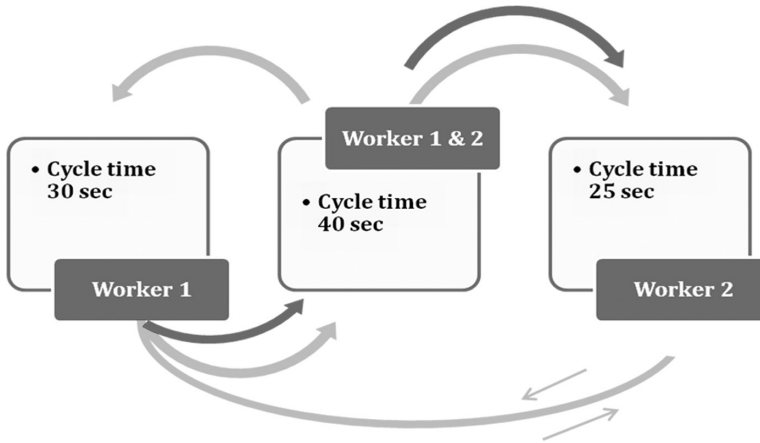 Worker 1 & 2
• Cycle time
30 sec
• Cycle time
40 sec
• Cycle time
25 sec
Worker 1
Worker 2